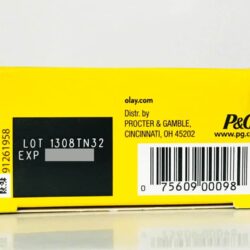 olay.com
Distr. by
PROCTER & GAMBLE,
CINCINNATI, OH 45202
P&G
www.pg.c
LOT 1308TN32
EXP
91261958
0 75609 00098